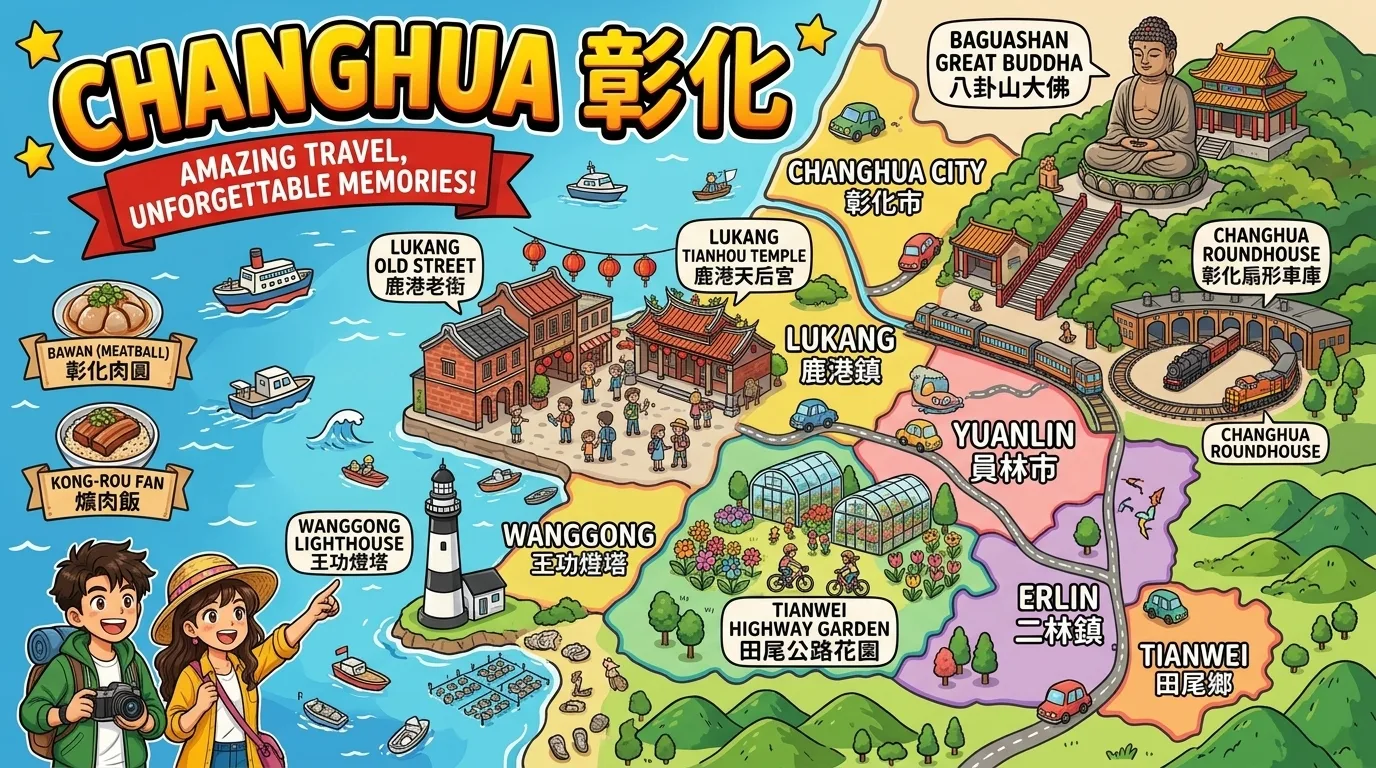 CHANGHUA 彰化
AMAZING TRAVEL,
UNFORGETTABLE MEMORIES!
BAGUASHAN
GREAT BUDDHA
八卦山大佛
CHANGHUA CITY
彰化市
LUKANG
OLD STREET
鹿港老街
LUKANG
TIANHOU TEMPLE
鹿港天后宮
CHANGHUA
ROUNDHOUSE
彰化扇形車庫
BAWAN (MEATBALL)
彰化肉圓
LUKANG
鹿港鎮
KONG-ROU FAN
爌肉飯
YUANLIN
員林市
CHANGHUA
ROUNDHOUSE
WANGGONG
LIGHTHOUSE
王功燈塔
WANGGONG
王功燈塔
TIANWEI
HIGHWAY GARDEN
田尾公路花園
ERLIN
二林鎮
TIANWEI
田尾鄉